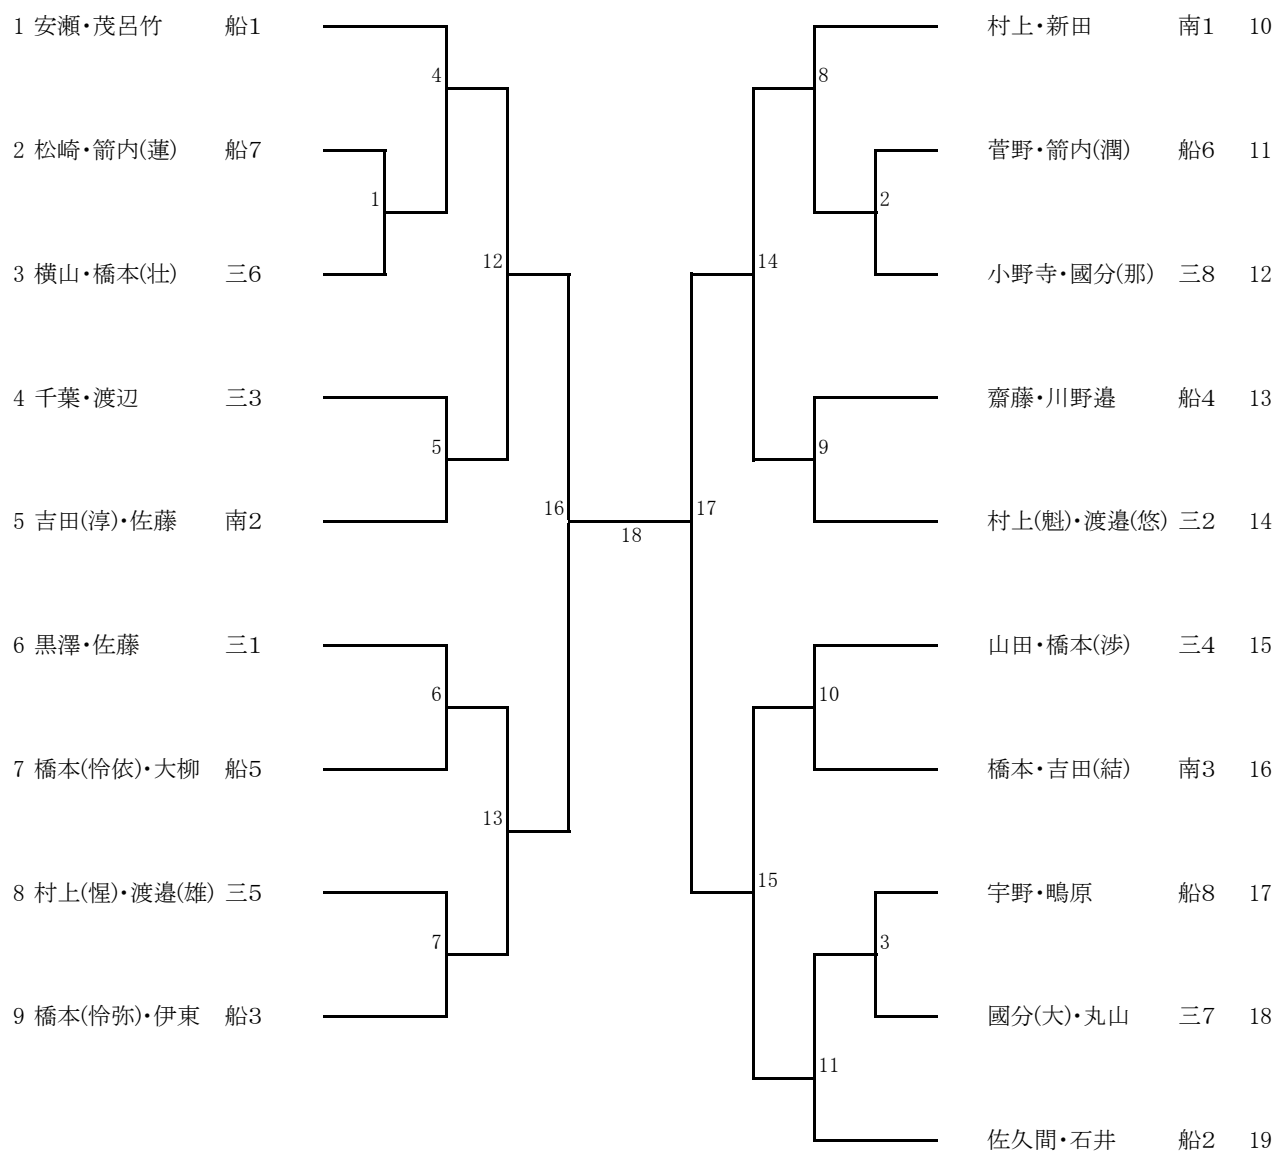 1 安瀬・茂呂竹 船1
村上・新田 南1 10
4
8
2 松崎・箭内(蓮) 船7
菅野・箭内(潤) 船6 11
1
2
3 横山・橋本(壮) 三6
12
14
小野寺・國分(那) 三8 12
4 千葉・渡辺 三3
齋藤・川野邉 船4 13
5
9
5 吉田(淳)・佐藤 南2
16
18
17
村上(魁)・渡邉(悠) 三2 14
6 黒澤・佐藤 三1
山田・橋本(渉) 三4 15
6
10
7 橋本(怜依)・大柳 船5
橋本・吉田(結) 南3 16
13
15
8 村上(惺)・渡邉(雄) 三5
宇野・鴫原 船8 17
7
3
9 橋本(怜弥)・伊東 船3
國分(大)・丸山 三7 18
11
佐久間・石井 船2 19